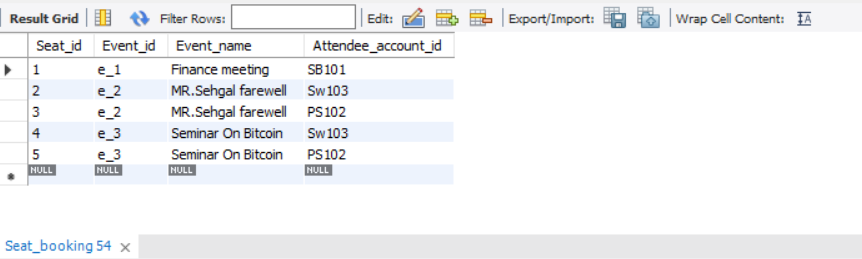 Result Grid Filter Rows: Edit: Export/Import: Wrap Cell Content: IA
Seat_id Event_id Event_name Attendee_account_id
1 e_1 Finance meeting SB101
2 e_2 MR.Sehgal farewell Sw103
3 e_2 MR.Sehgal farewell PS102
4 e_3 Seminar On Bitcoin Sw103
5 e_3 Seminar On Bitcoin PS102
NULL NULL NULL NULL
Seat_booking 54 ×